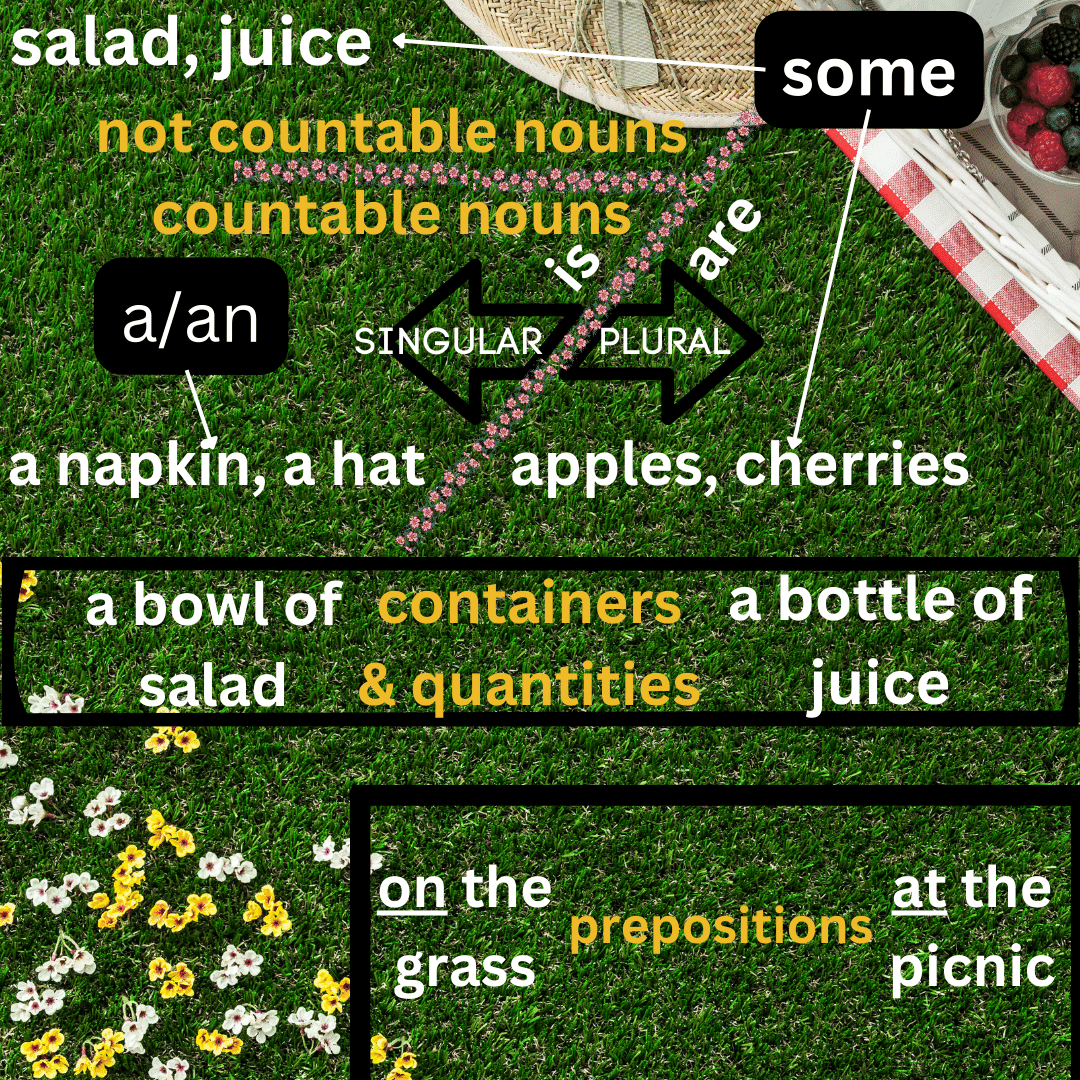 salad, juice
some
not countable nouns
countable nouns
is
are
a/an
SINGULAR
PLURAL
a napkin, a hat
apples, cherries
a bowl of
salad
containers
& quantities
a bottle of
juice
on the
grass
prepositions
at the
picnic